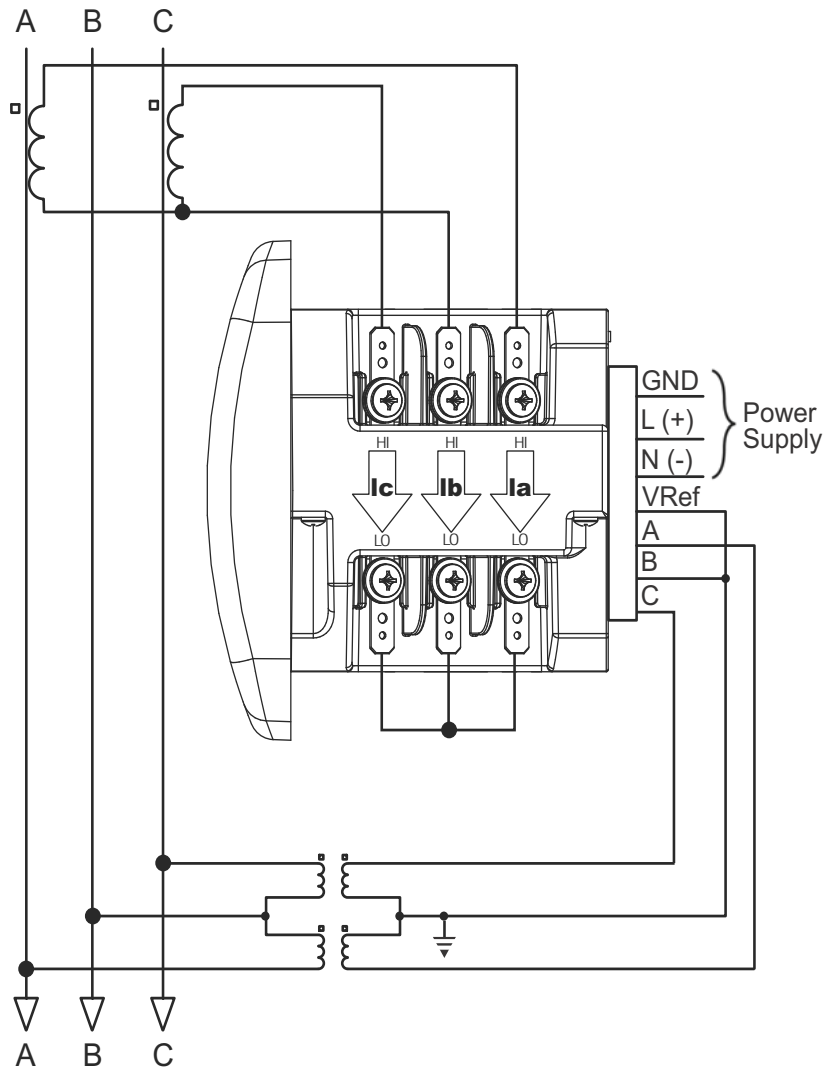 A B C
GND
L (+)
N (-)
Power
Supply
HI HI HI
VRef
Ic Ib Ia
A
LO LO LO
B
C
A B C